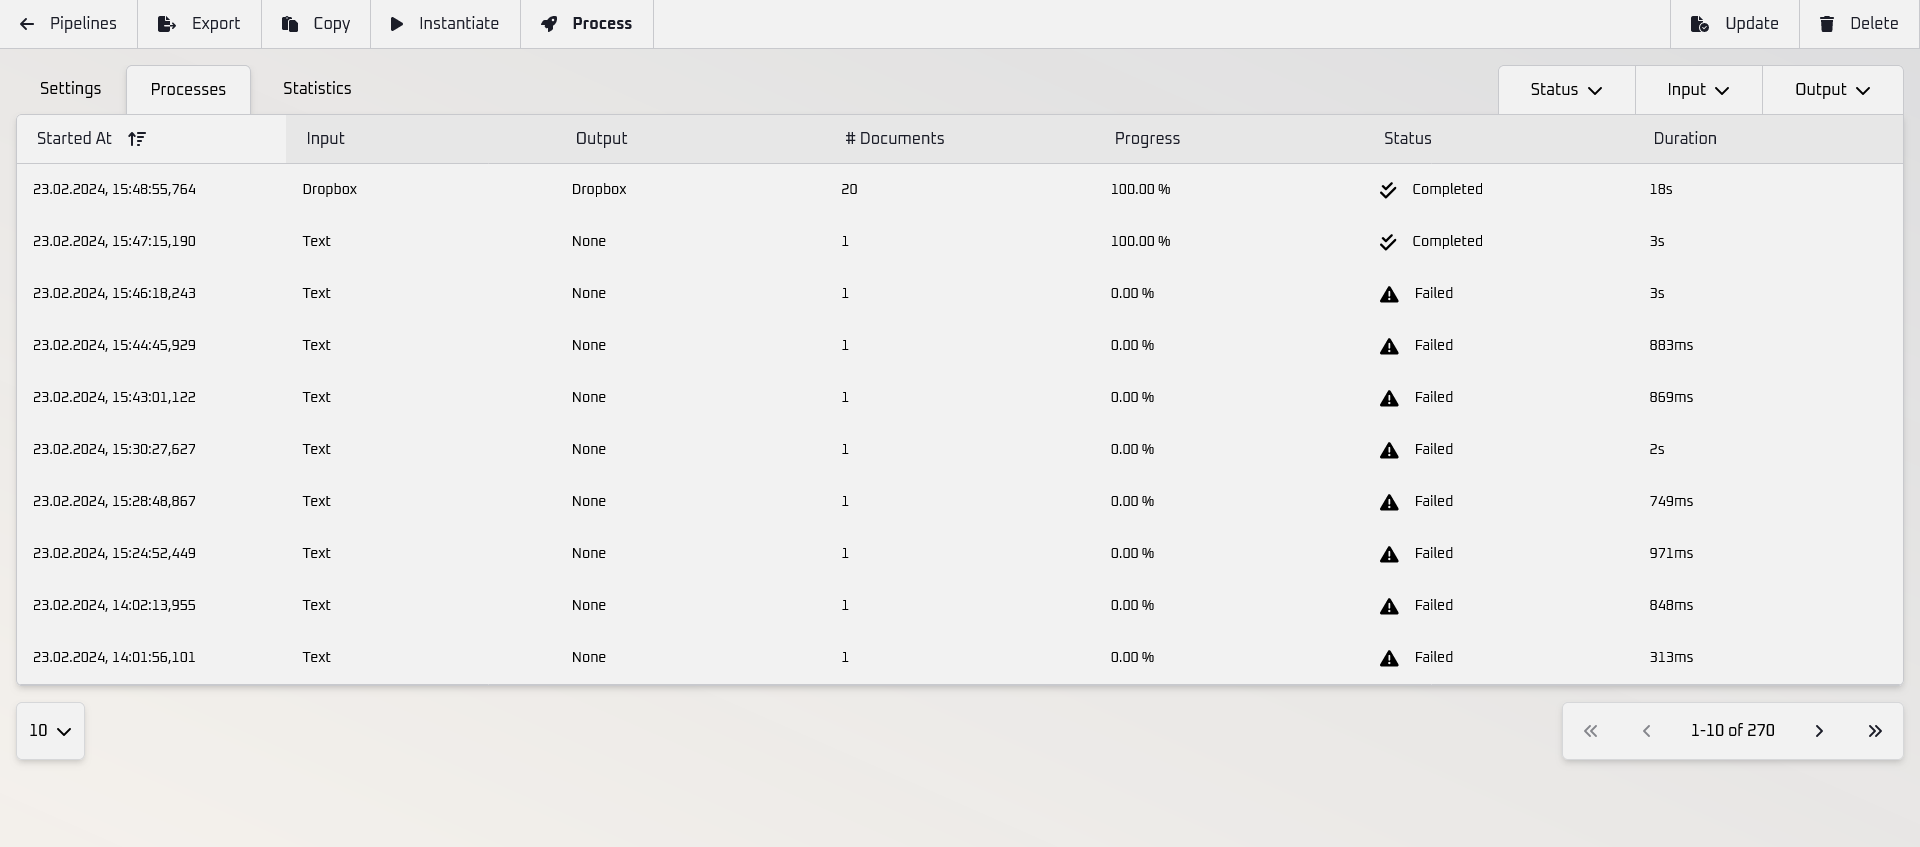 Pipelines Export Copy Instantiate Process Update Delete
Settings Processes Statistics Status Input Output
Started At Input Output # Documents Progress Status Duration
23.02.2024, 15:48:55,764 Dropbox Dropbox 20 100.00 % Completed 18s
23.02.2024, 15:47:15,190 Text None 1 100.00 % Completed 3s
23.02.2024, 15:46:18,243 Text None 1 0.00 % Failed 3s
23.02.2024, 15:44:45,929 Text None 1 0.00 % Failed 883ms
23.02.2024, 15:43:01,122 Text None 1 0.00 % Failed 869ms
23.02.2024, 15:30:27,627 Text None 1 0.00 % Failed 2s
23.02.2024, 15:28:48,867 Text None 1 0.00 % Failed 749ms
23.02.2024, 15:24:52,449 Text None 1 0.00 % Failed 971ms
23.02.2024, 14:02:13,955 Text None 1 0.00 % Failed 848ms
23.02.2024, 14:01:56,101 Text None 1 0.00 % Failed 313ms
10 1-10 of 270